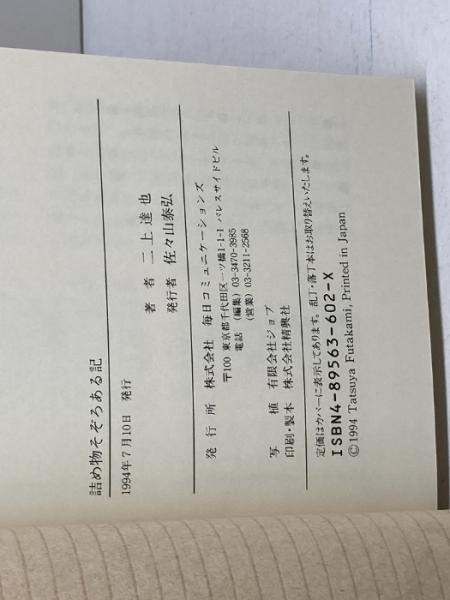 詰め物そぞろある記
1994年7月10日 発行
著者 二上達也
発行者 佐々山泰弘
発行所 株式会社 毎日コミュニケーションズ
〒100 東京都千代田区一ツ橋1-1-1 パレスサイドビル
電話 (編集) 03-3470-3985
(営業) 03-3211-2568
写植 有限会社ジョブ
印刷・製本 株式会社精興社
定価はカバーに表示してあります。乱丁・落丁本はお取り替えいたします。
ISBN4-89563-602-X
©1994 Tatsuya Futakami, Printed in Japan